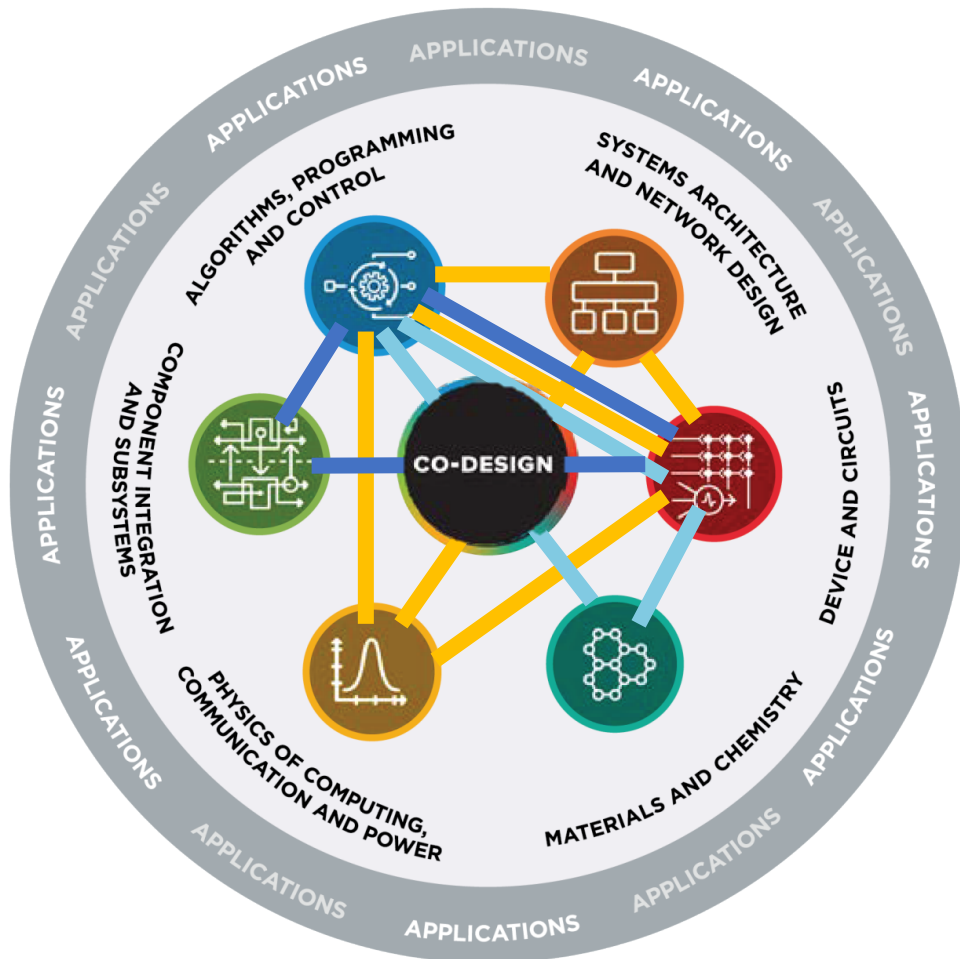 APPLICATIONS
APPLICATIONS
APPLICATIONS
APPLICATIONS
APPLICATIONS
APPLICATIONS
APPLICATIONS
APPLICATIONS
APPLICATIONS
APPLICATIONS
APPLICATIONS
APPLICATIONS
APPLICATIONS
APPLICATIONS
ALGORITHMS, PROGRAMMING
AND CONTROL
SYSTEMS ARCHITECTURE
AND NETWORK DESIGN
COMPONENT INTEGRATION
AND SUBSYSTEMS
CO-DESIGN
DEVICE AND CIRCUITS
PHYSICS OF COMPUTING,
COMMUNICATION AND POWER
MATERIALS AND CHEMISTRY